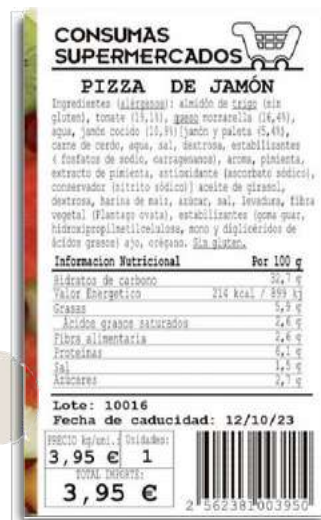 CONSUMAS
SUPERMERCADOS
PIZZA DE JAMÓN
Ingredientes (alérgenos): almidón de trigo (sin
gluten), tomate (19,1%), queso mozzarella (16,4%),
agua, jamón cocido (10,9%) [jamón y paleta (5,4%),
carne de cerdo, agua, sal, dextrosa, estabilizantes
( fosfatos de sodio, carragenanos), aroma, pimienta,
extracto de pimienta, antioxidante (ascorbato sódico),
conservador (nitrito sódico)] aceite de girasol,
dextrosa, harina de maíz, azúcar, sal, levadura, fibra
vegetal (Plantago ovata), estabilizantes (goma guar,
hidroxipropilmetilcelulosa, mono y diglicéridos de
ácidos grasos) ajo, orégano. Sin gluten.
Informacion Nutricional Por 100 g
Hidratos de carbono 32,7 g
Valor Energetico 214 kcal / 899 kj
Grasas 5,9 g
Ácidos grasos saturados 2,6 g
Fibra alimentaria 2,6 g
Proteinas 6,1 g
Sal 1,5 g
Azúcares 2,7 g
Lote: 10016
Fecha de caducidad: 12/10/23
PRECIO kg/uni.: Unidades:
3,95 € 1
TOTAL IMPORTE:
3,95 €
2 562381003950